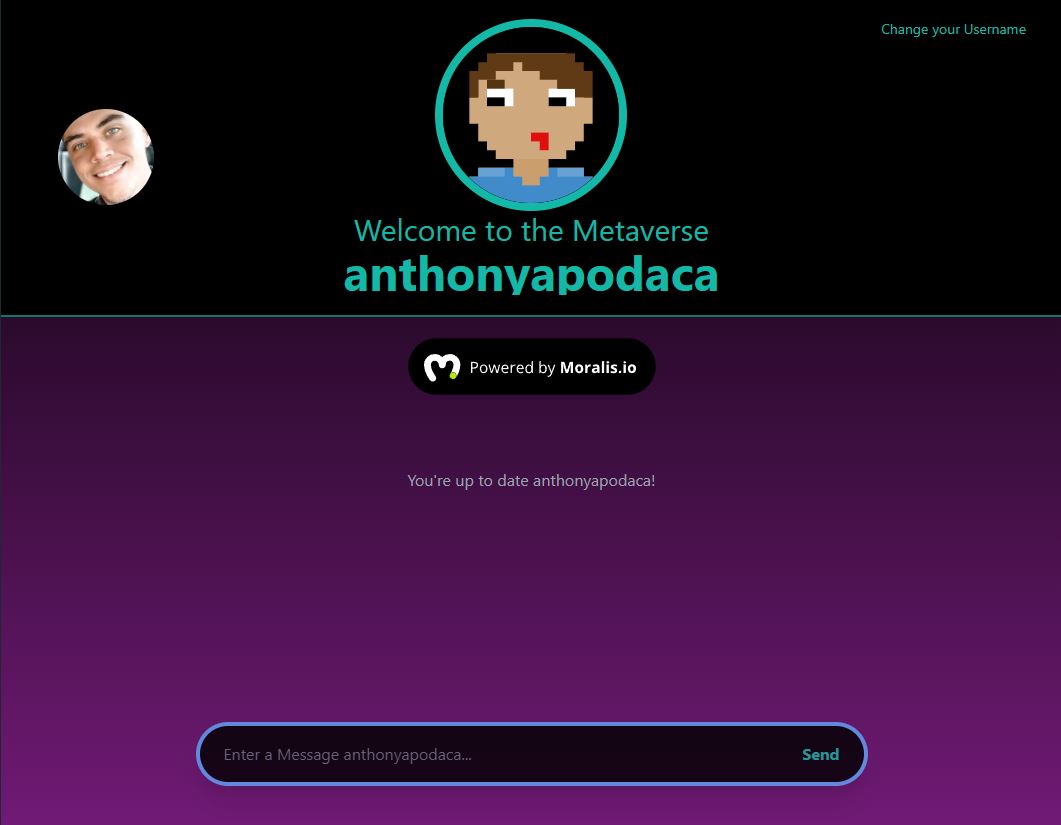 Change your Username
Welcome to the Metaverse
anthonyapodaca
Powered by Moralis.io
You're up to date anthonyapodaca!
Enter a Message anthonyapodaca...
Send